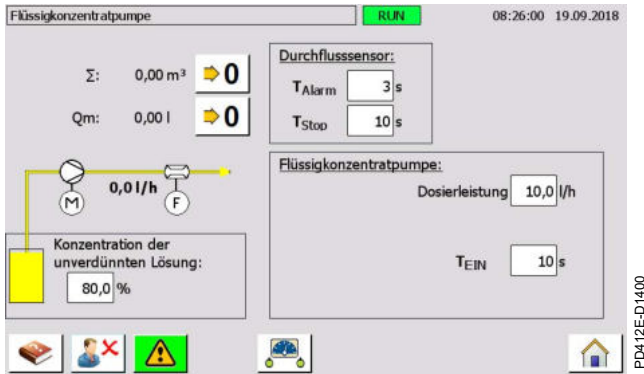 Flüssigkonzentratpumpe RUN 08:26:00 19.09.2018
Σ: 0,00 m³ 0
Qm: 0,00 l 0
Durchflusssensor:
TAlarm 3 s
TStop 10 s
0,0 l/h
M F
Konzentration der
unverdünnten Lösung:
80,0 %
Flüssigkonzentratpumpe:
Dosierleistung 10,0 l/h
TEIN 10 s
PD412E-D1400